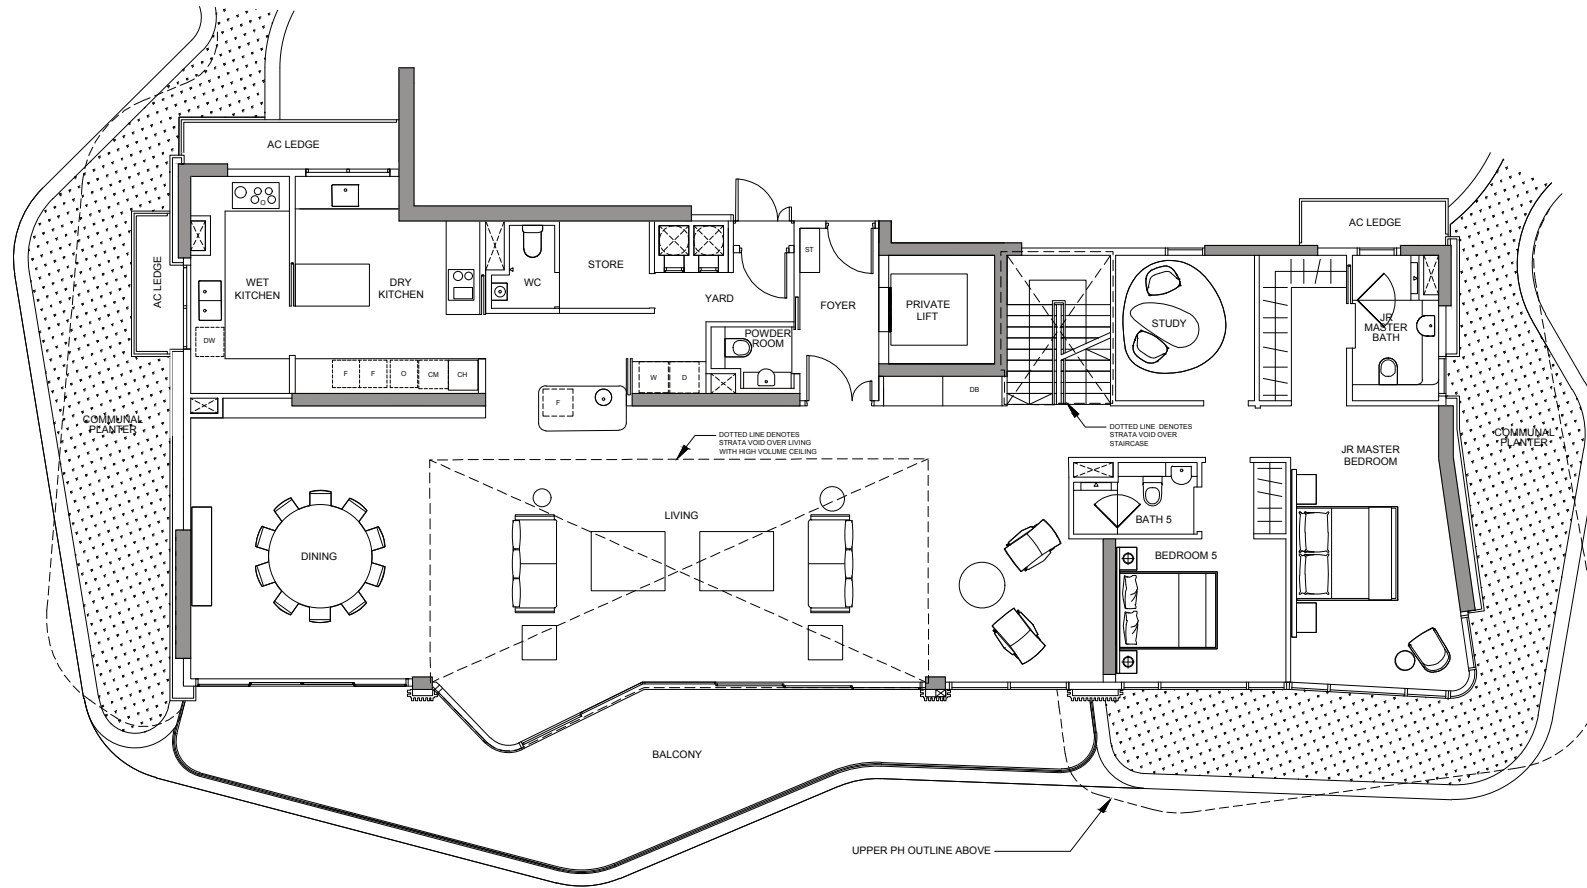 AC LEDGE
AC LEDGE
AC LEDGE
WET
KITCHEN
DRY
KITCHEN
WC
STORE
YARD
ST
FOYER
PRIVATE
LIFT
STUDY
JR
MASTER
BATH
POWDER
ROOM
DW
F
F
O
CM
CH
W
D
DB
F
COMMUNAL
PLANTER
DOTTED LINE DENOTES
STRATA VOID OVER LIVING
WITH HIGH VOLUME CEILING
DOTTED LINE DENOTES
STRATA VOID OVER
STAIRCASE
COMMUNAL
PLANTER
JR MASTER
BEDROOM
LIVING
BATH 5
DINING
BEDROOM 5
BALCONY
UPPER PH OUTLINE ABOVE